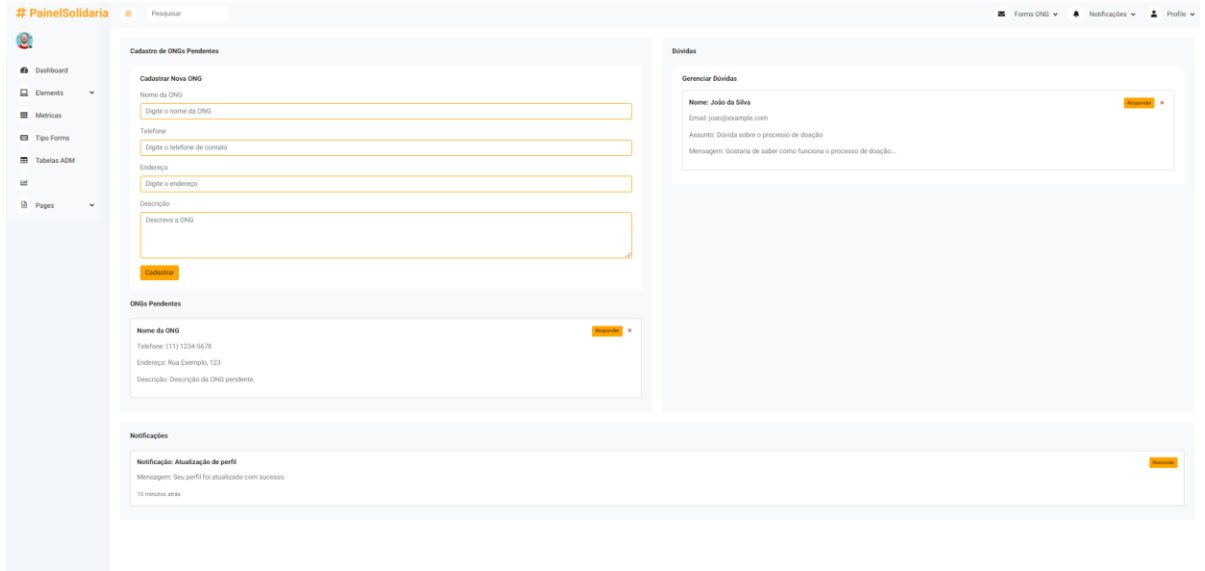 # PainelSolidaria
Pesquisar
Forms ONG
Notificações
Profile
Dashboard
Elements
Metricas
Tipo Forms
Tabelas ADM
Pages
Cadastro de ONGs Pendentes
Cadastrar Nova ONG
Nome da ONG
Digite o nome da ONG
Telefone
Digite o telefone de contato
Endereço
Digite o endereço
Descrição
Descreva a ONG
Cadastrar
ONGs Pendentes
Nome da ONG
Responder ×
Telefone: (11) 1234-5678
Endereço: Rua Exemplo, 123
Descrição: Descrição da ONG pendente.
Dúvidas
Gerenciar Dúvidas
Nome: João da Silva
Responder ×
Email: joao@example.com
Assunto: Dúvida sobre o processo de doação
Mensagem: Gostaria de saber como funciona o processo de doação...
Notificações
Notificação: Atualização de perfil
Mensagem: Seu perfil foi atualizado com sucesso.
15 minutos atrás